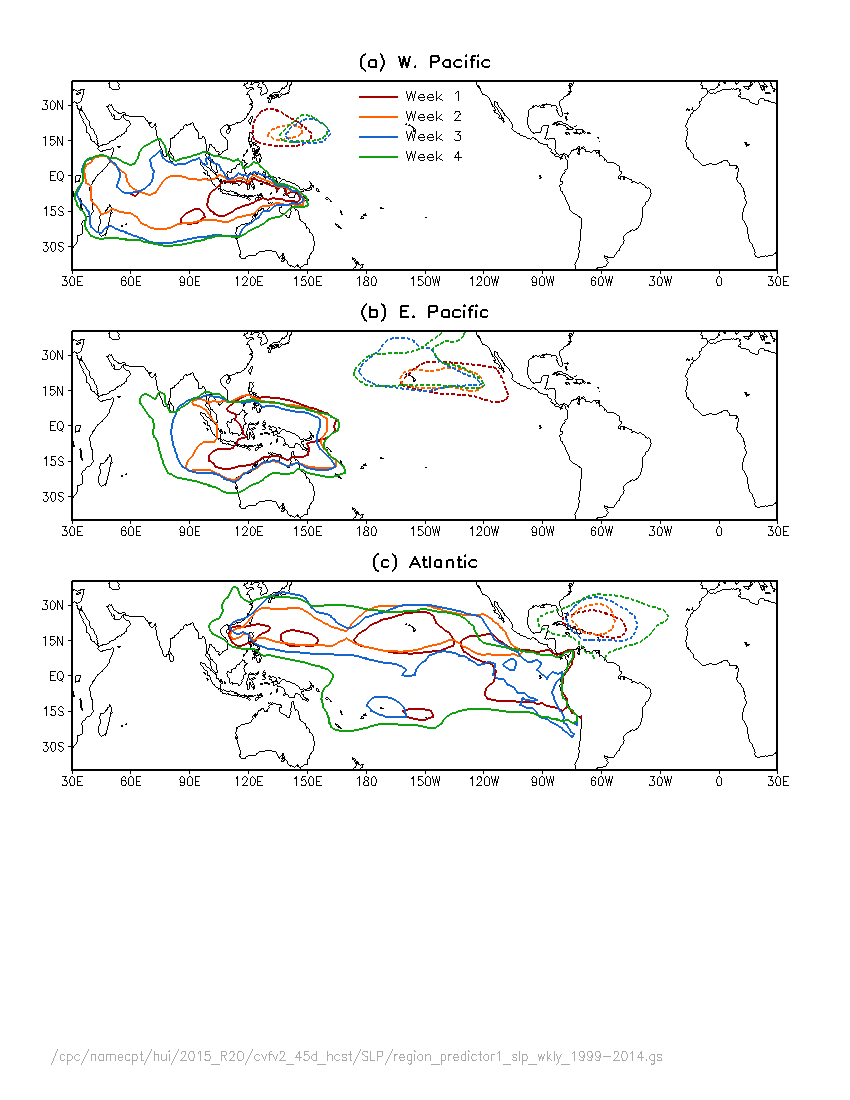 (a) W. Pacific
30N
15N
EQ
15S
30S
Week 1
Week 2
Week 3
Week 4
30E 60E 90E 120E 150E 180 150W 120W 90W 60W 30W 0 30E
(b) E. Pacific
30N
15N
EQ
15S
30S
30E 60E 90E 120E 150E 180 150W 120W 90W 60W 30W 0 30E
(c) Atlantic
30N
15N
EQ
15S
30S
30E 60E 90E 120E 150E 180 150W 120W 90W 60W 30W 0 30E
/cpc/namecpt/hui/2015_R2O/cvfv2_45d_hcst/SLP/region_predictor1_slp_wkly_1999-2014.gs